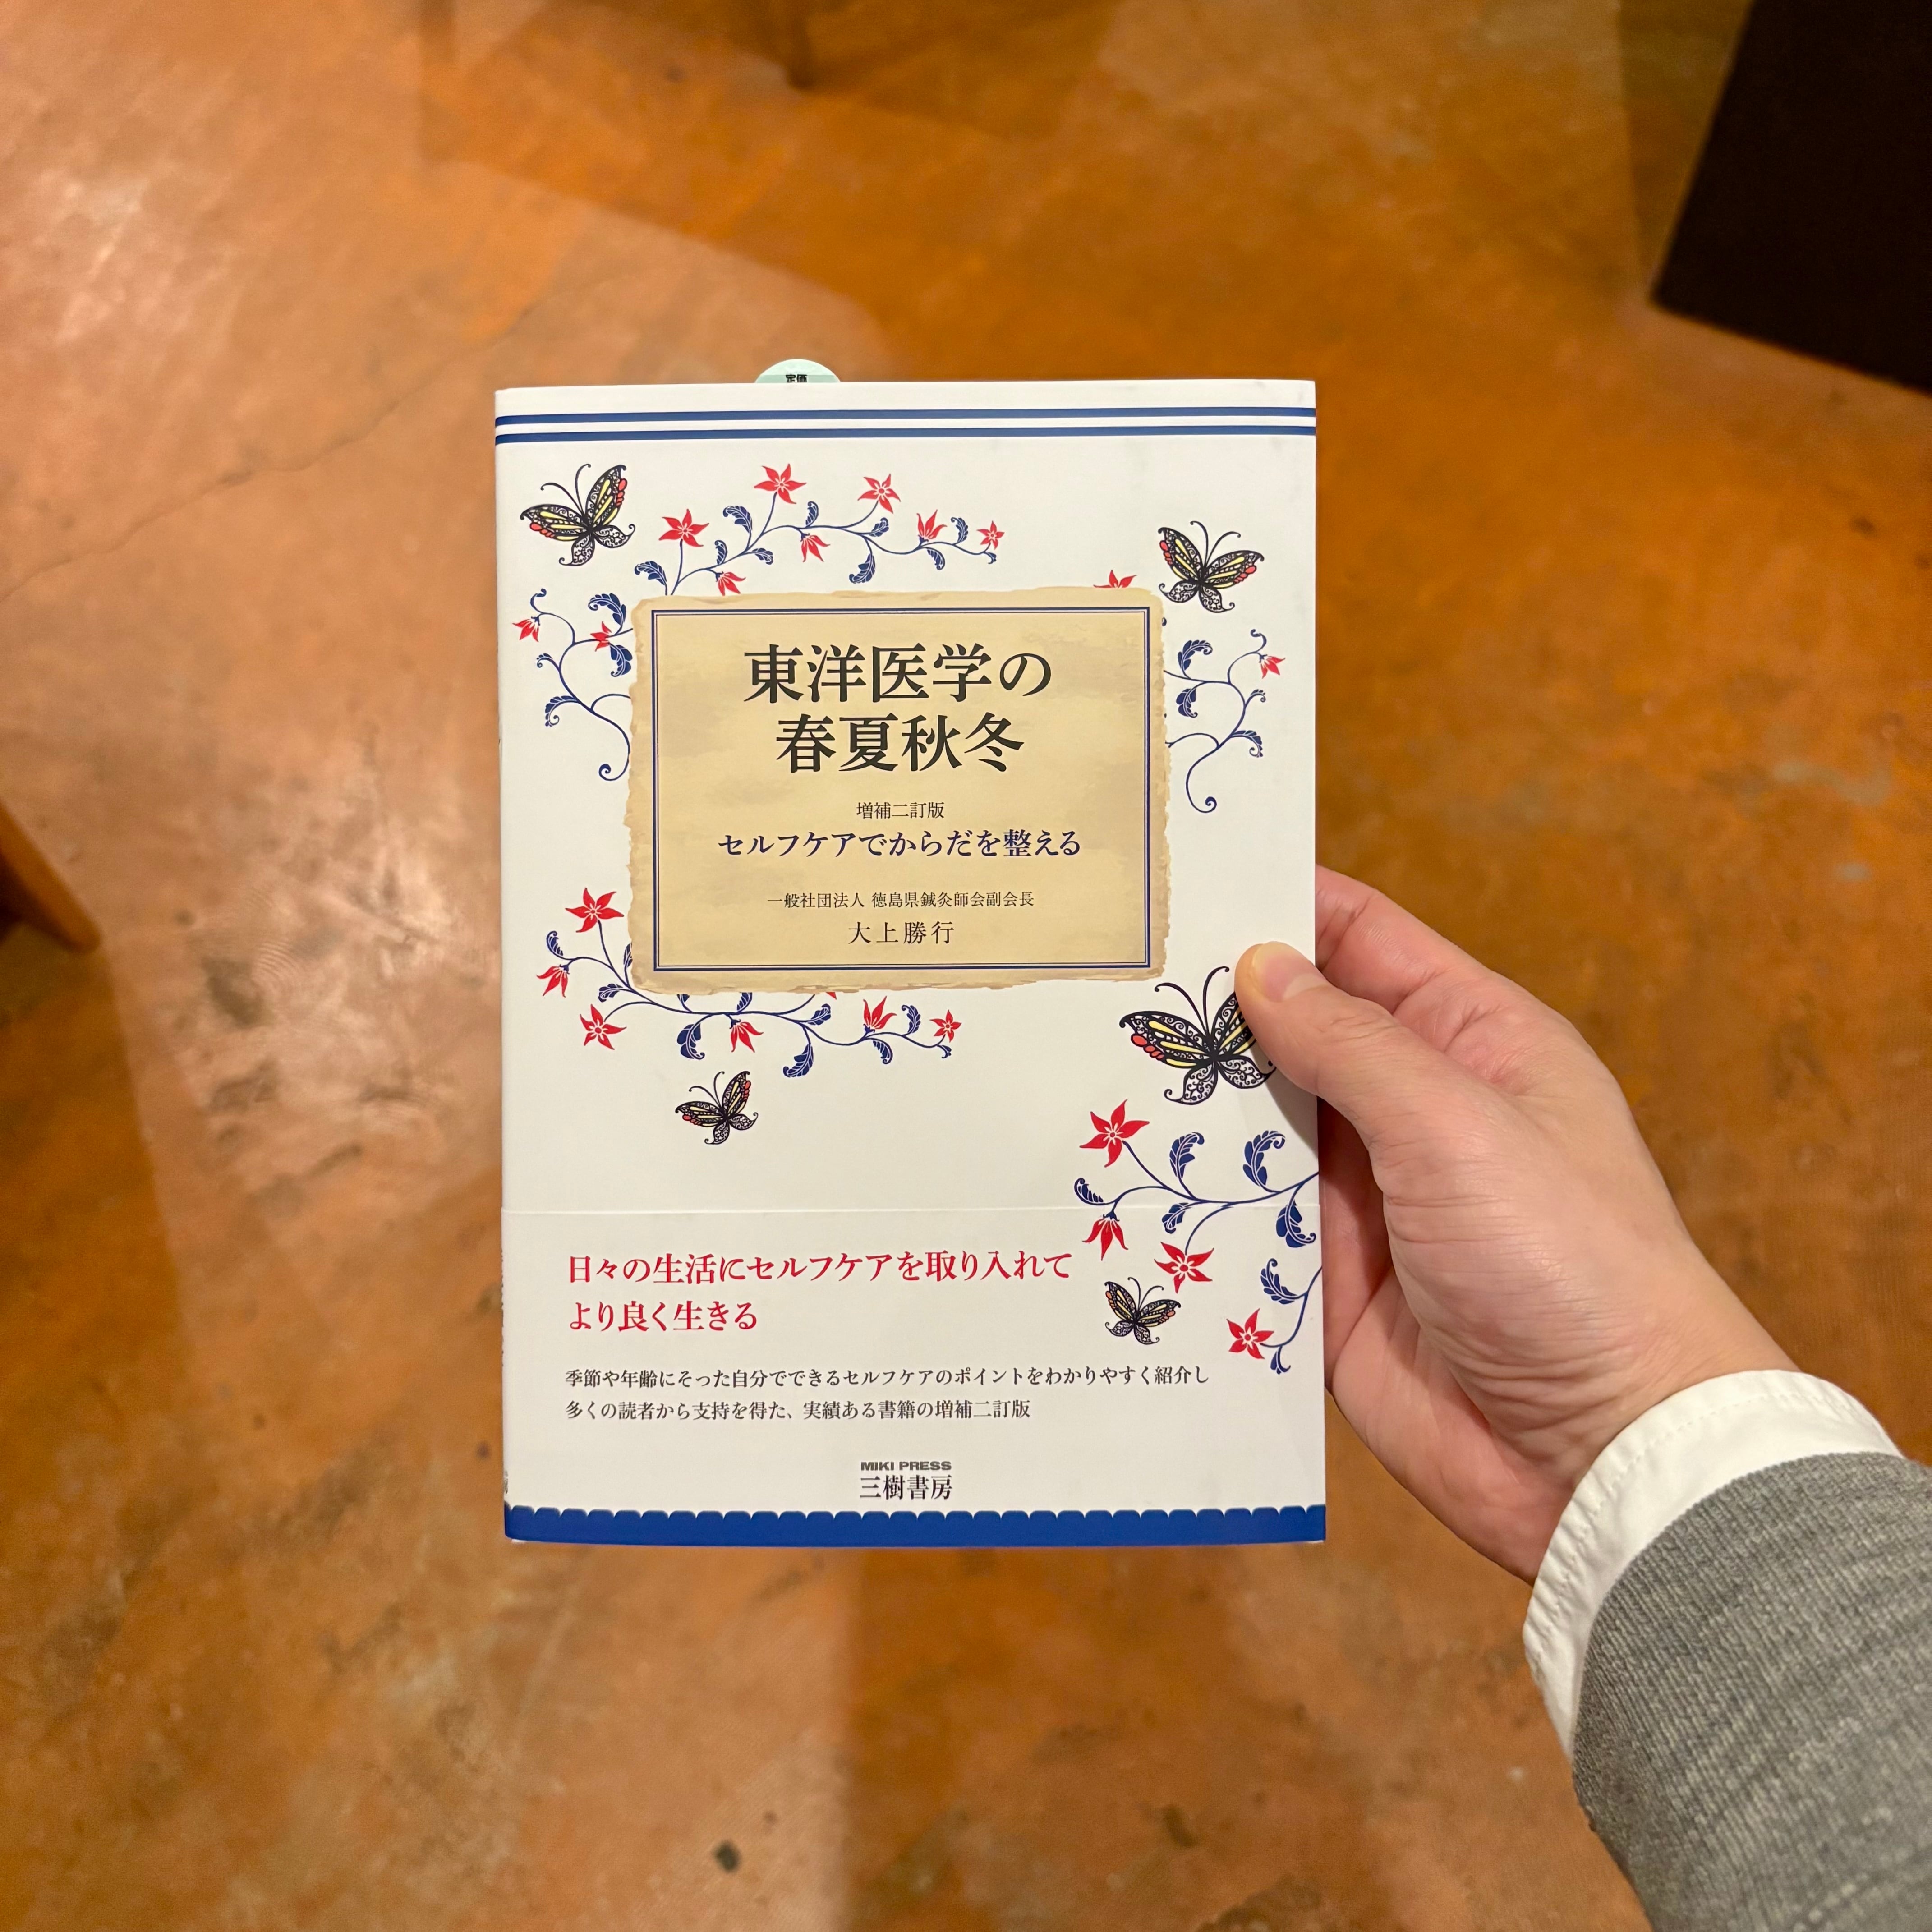 定価
東洋医学の
春夏秋冬
増補二訂版
セルフケアでからだを整える
一般社団法人 徳島県鍼灸師会副会長
大上勝行
日々の生活にセルフケアを取り入れて
より良く生きる
季節や年齢にそった自分でできるセルフケアのポイントをわかりやすく紹介し
多くの読者から支持を得た、実績ある書籍の増補二訂版
MIKI PRESS
三樹書房